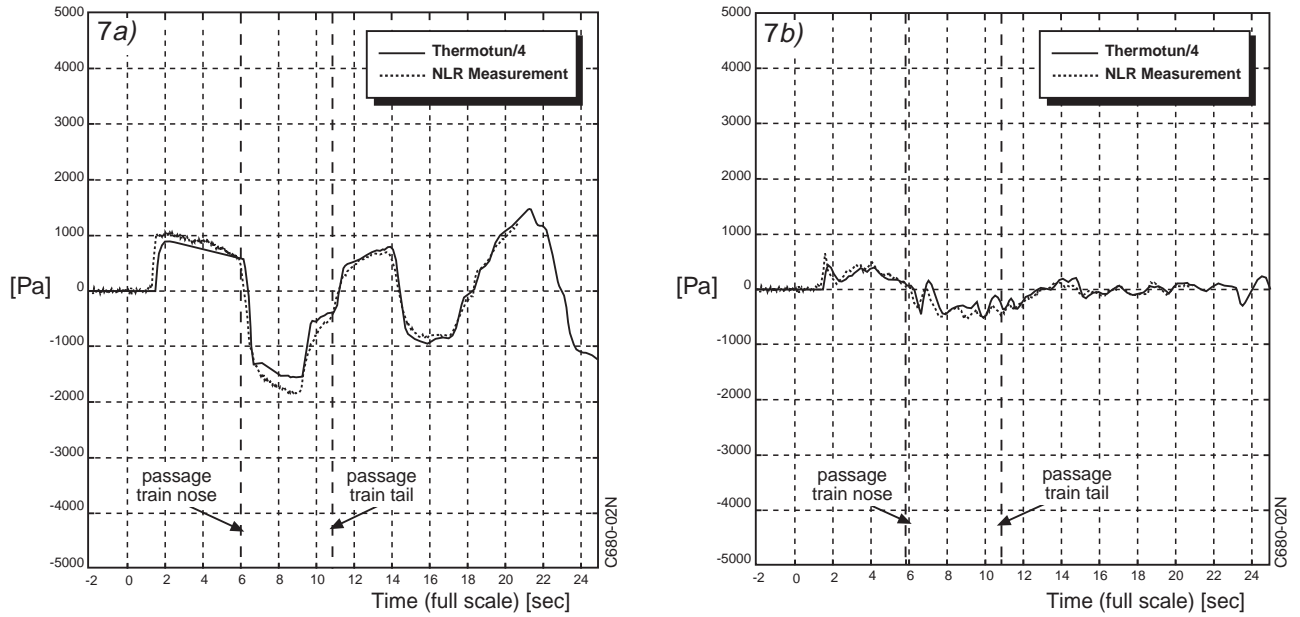 7a)
5000
4000
3000
2000
1000
0
-1000
-2000
-3000
-4000
-5000
[Pa]
Thermotun/4
NLR Measurement
passage
train nose
passage
train tail
C680-02N
-2 0 2 4 6 8 10 12 14 16 18 20 22 24
Time (full scale) [sec]
7b)
5000
4000
3000
2000
1000
0
-1000
-2000
-3000
-4000
-5000
[Pa]
Thermotun/4
NLR Measurement
passage
train nose
passage
train tail
C680-02N
-2 0 2 4 6 8 10 12 14 16 18 20 22 24
Time (full scale) [sec]